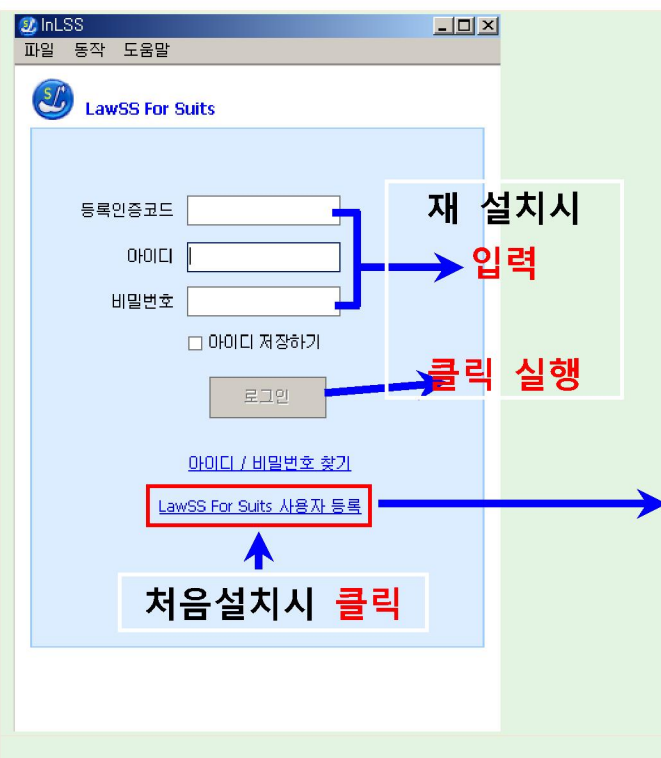 InLSS
파일 동작 도움말
LawSS For Suits
등록인증코드
재 설치시
아이디
입력
비밀번호
아이디 저장하기
클릭 실행
로그인
아이디 / 비밀번호 찾기
LawSS For Suits 사용자 등록
처음설치시 클릭